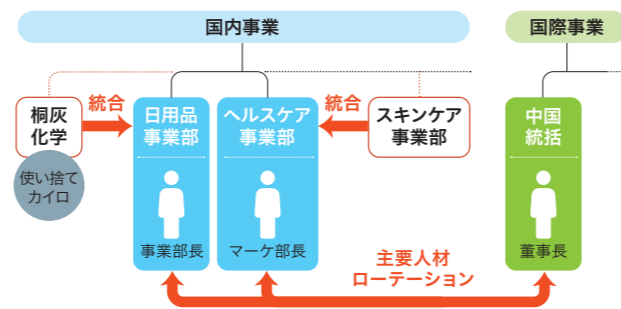 国内事業
国際事業
桐灰
化学
統合
日用品
事業部
ヘルスケア
事業部
統合
スキンケア
事業部
中国
統括
使い捨て
カイロ
事業部長
マーケ部長
董事長
主要人材
ローテーション